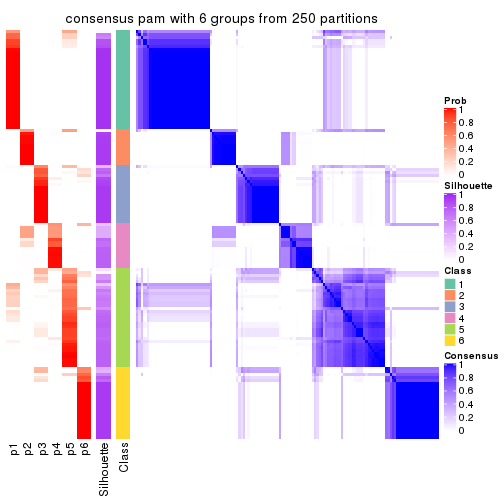 consensus pam with 6 groups from 250 partitions
Prob
1
0.8
0.6
0.4
0.2
0
Silhouette
1
0.8
0.6
0.4
0.2
0
Class
1
2
3
4
5
6
Consensus
1
0.8
0.6
0.4
0.2
0
p1
p2
p3
p4
p5
p6
Silhouette
Class